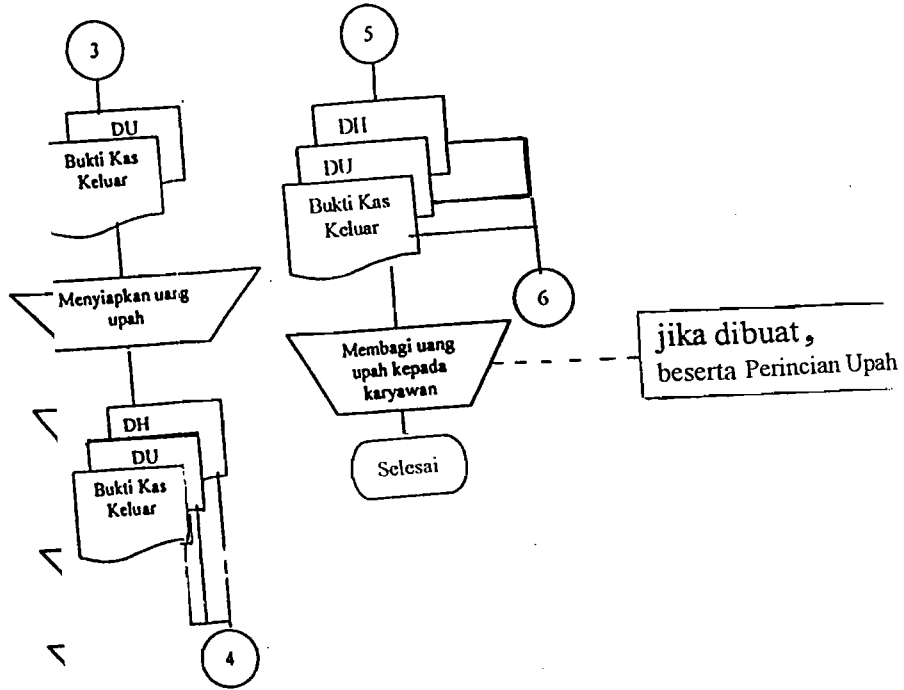 3
DU
Bukti Kas
Keluar
Menyiapkan uang
upah
DH
DU
Bukti Kas
Keluar
4
5
DH
DU
Bukti Kas
Keluar
6
Membagi uang
upah kepada
karyawan
Selesai
jika dibuat,
beserta Perincian Upah